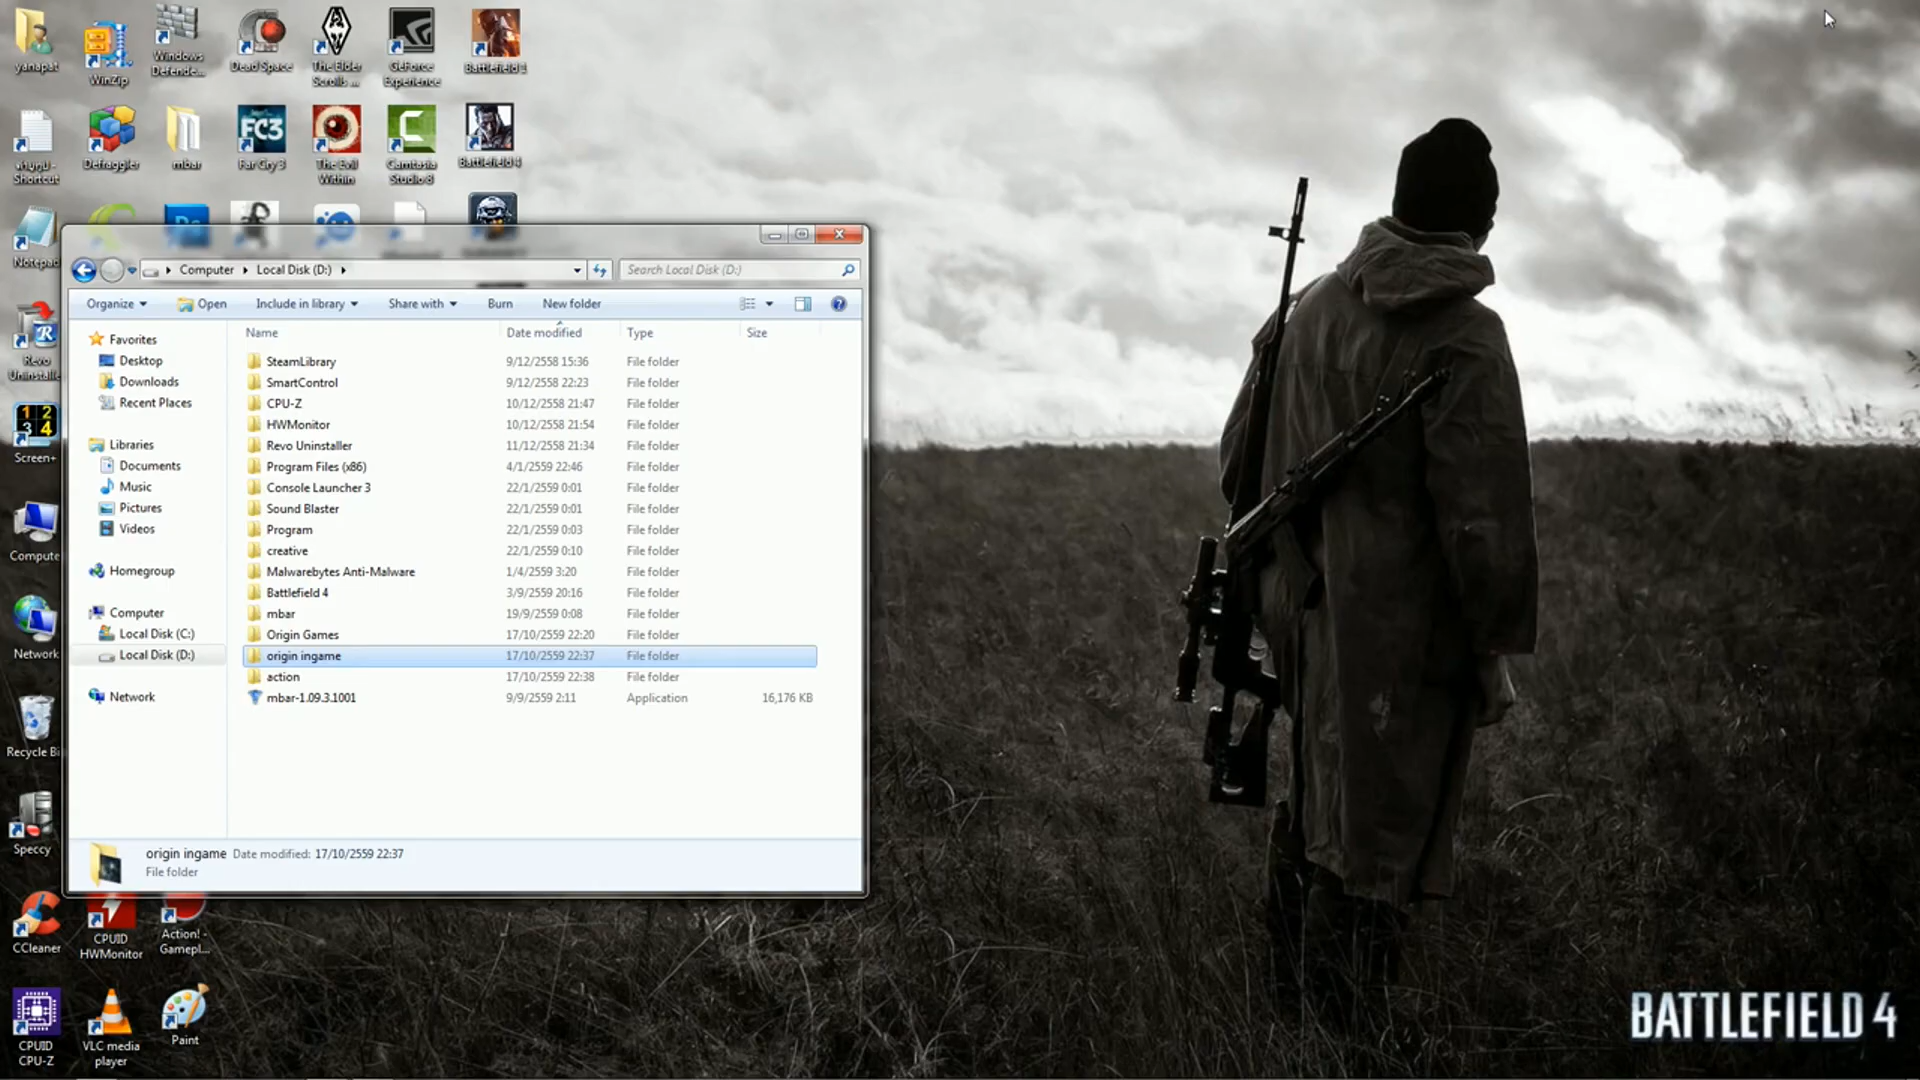 yanapat
WinZip
Windows
Defende...
Dead Space
The Elder
Scrolls ...
GeForce
Experience
Battlefield 1
Shortcut
Defraggler
mbar
Far Cry 3
The Evil
Within
Camtasia
Studio 8
Battlefield 4
Notepad
Revo
Uninstalle
Screen+
Compute
Network
Recycle Bi
Speccy
CCleaner
CPUID
HWMonitor
Action! -
Gamepl...
CPUID
CPU-Z
VLC media
player
Paint
Computer
Local Disk (D:)
Search Local Disk (D:)
Organize
Open
Include in library
Share with
Burn
New folder
Favorites
Desktop
Downloads
Recent Places
Libraries
Documents
Music
Pictures
Videos
Homegroup
Computer
Local Disk (C:)
Local Disk (D:)
Network
Name Date modified Type Size
SteamLibrary 9/12/2558 15:36 File folder
SmartControl 9/12/2558 22:23 File folder
CPU-Z 10/12/2558 21:47 File folder
HWMonitor 10/12/2558 21:54 File folder
Revo Uninstaller 11/12/2558 21:34 File folder
Program Files (x86) 4/1/2559 22:46 File folder
Console Launcher 3 22/1/2559 0:01 File folder
Sound Blaster 22/1/2559 0:01 File folder
Program 22/1/2559 0:03 File folder
creative 22/1/2559 0:10 File folder
Malwarebytes Anti-Malware 1/4/2559 3:20 File folder
Battlefield 4 3/9/2559 20:16 File folder
mbar 19/9/2559 0:08 File folder
Origin Games 17/10/2559 22:20 File folder
origin ingame 17/10/2559 22:37 File folder
action 17/10/2559 22:38 File folder
mbar-1.09.3.1001 9/9/2559 2:11 Application 16,176 KB
origin ingame Date modified: 17/10/2559 22:37
File folder
BATTLEFIELD 4